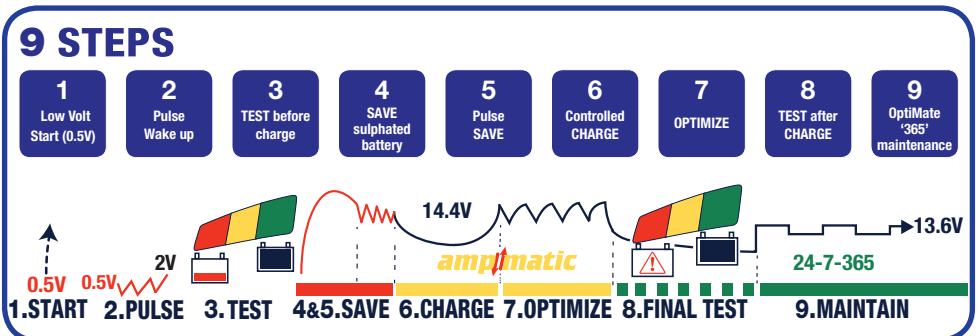 9 STEPS
1
Low Volt
Start (0.5V)
2
Pulse
Wake up
3
TEST before
charge
4
SAVE
sulphated
battery
5
Pulse
SAVE
6
Controlled
CHARGE
7
OPTIMIZE
8
TEST after
CHARGE
9
OptiMate
'365'
maintenance
0.5V
0.5V
2V
14.4V
ampmatic
13.6V
24-7-365
1.START
2.PULSE
3.TEST
4&5.SAVE
6.CHARGE
7.OPTIMIZE
8.FINAL TEST
9.MAINTAIN